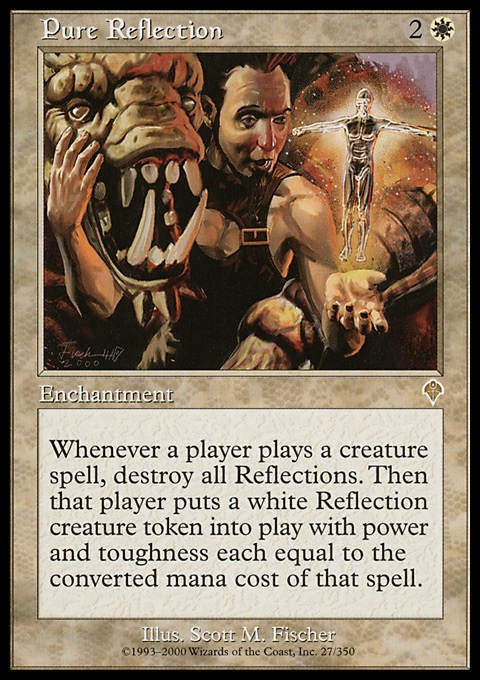 Pure Reflection 2
2000
Enchantment
Whenever a player plays a creature
spell, destroy all Reflections. Then
that player puts a white Reflection
creature token into play with power
and toughness each equal to the
converted mana cost of that spell.
Illus. Scott M. Fischer
©1993–2000 Wizards of the Coast, Inc. 27/350